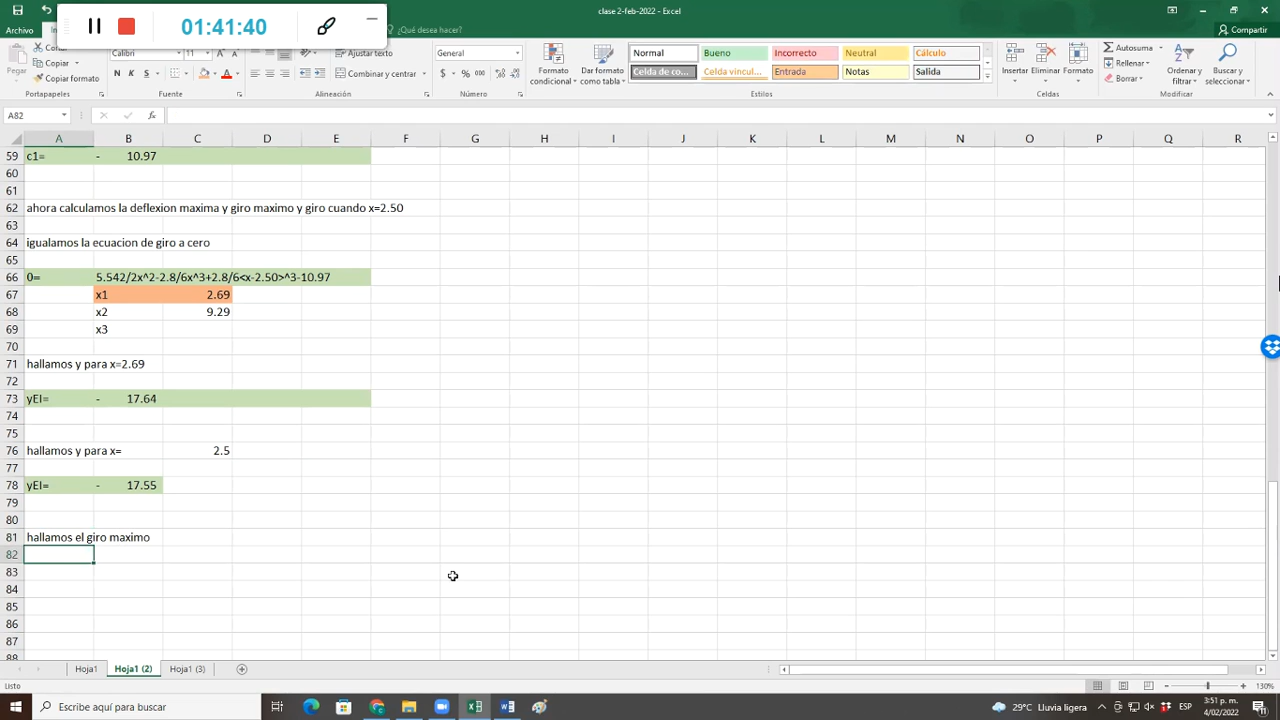 01:41:40
clase 2-feb-2022 - Excel
Archivo
¿Qué desea hacer?
Compartir
Pegar
Copiar
Copiar formato
Portapapeles
Calibri
11
N K S
Fuente
Ajustar texto
Combinar y centrar
Alineación
General
$ % 000
Número
Formato condicional
Dar formato como tabla
Normal
Bueno
Incorrecto
Neutral
Cálculo
Celda de co...
Celda vincul...
Entrada
Notas
Salida
Estilos
Insertar
Eliminar
Formato
Celdas
Autosuma
Rellenar
Borrar
Ordenar y filtrar
Buscar y seleccionar
Modificar
A82
fx
A B C D E F G H I J K L M N O P Q R
59 c1= - 10.97
60
61
62 ahora calculamos la deflexion maxima y giro maximo y giro cuando x=2.50
63
64 igualamos la ecuacion de giro a cero
65
66 0= 5.542/2x^2-2.8/6x^3+2.8/6<x-2.50>^3-10.97
67 x1 2.69
68 x2 9.29
69 x3
70
71 hallamos y para x=2.69
72
73 yEI= - 17.64
74
75
76 hallamos y para x= 2.5
77
78 yEI= - 17.55
79
80
81 hallamos el giro maximo
82
83
84
85
86
87
88
Hoja1
Hoja1 (2)
Hoja1 (3)
Listo
130%
Escribe aquí para buscar
29°C Lluvia ligera
ESP
3:51 p. m.
4/02/2022